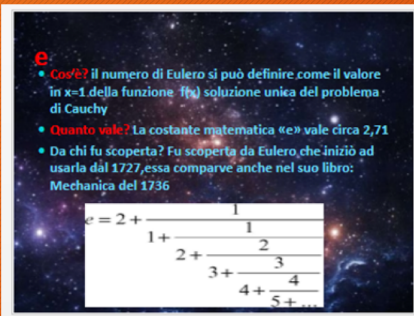 e
• Cos'è? il numero di Eulero si può definire come il valore
in x=1 della funzione f(x) soluzione unica del problema
di Cauchy
• Quanto vale? La costante matematica «e» vale circa 2,71
• Da chi fu scoperta? Fu scoperta da Eulero che iniziò ad
usarla dal 1727,essa comparve anche nel suo libro:
Mechanica del 1736
1
e = 2 +
1
1 +
2
2 +
3
3 +
4
4 +
5 + ...